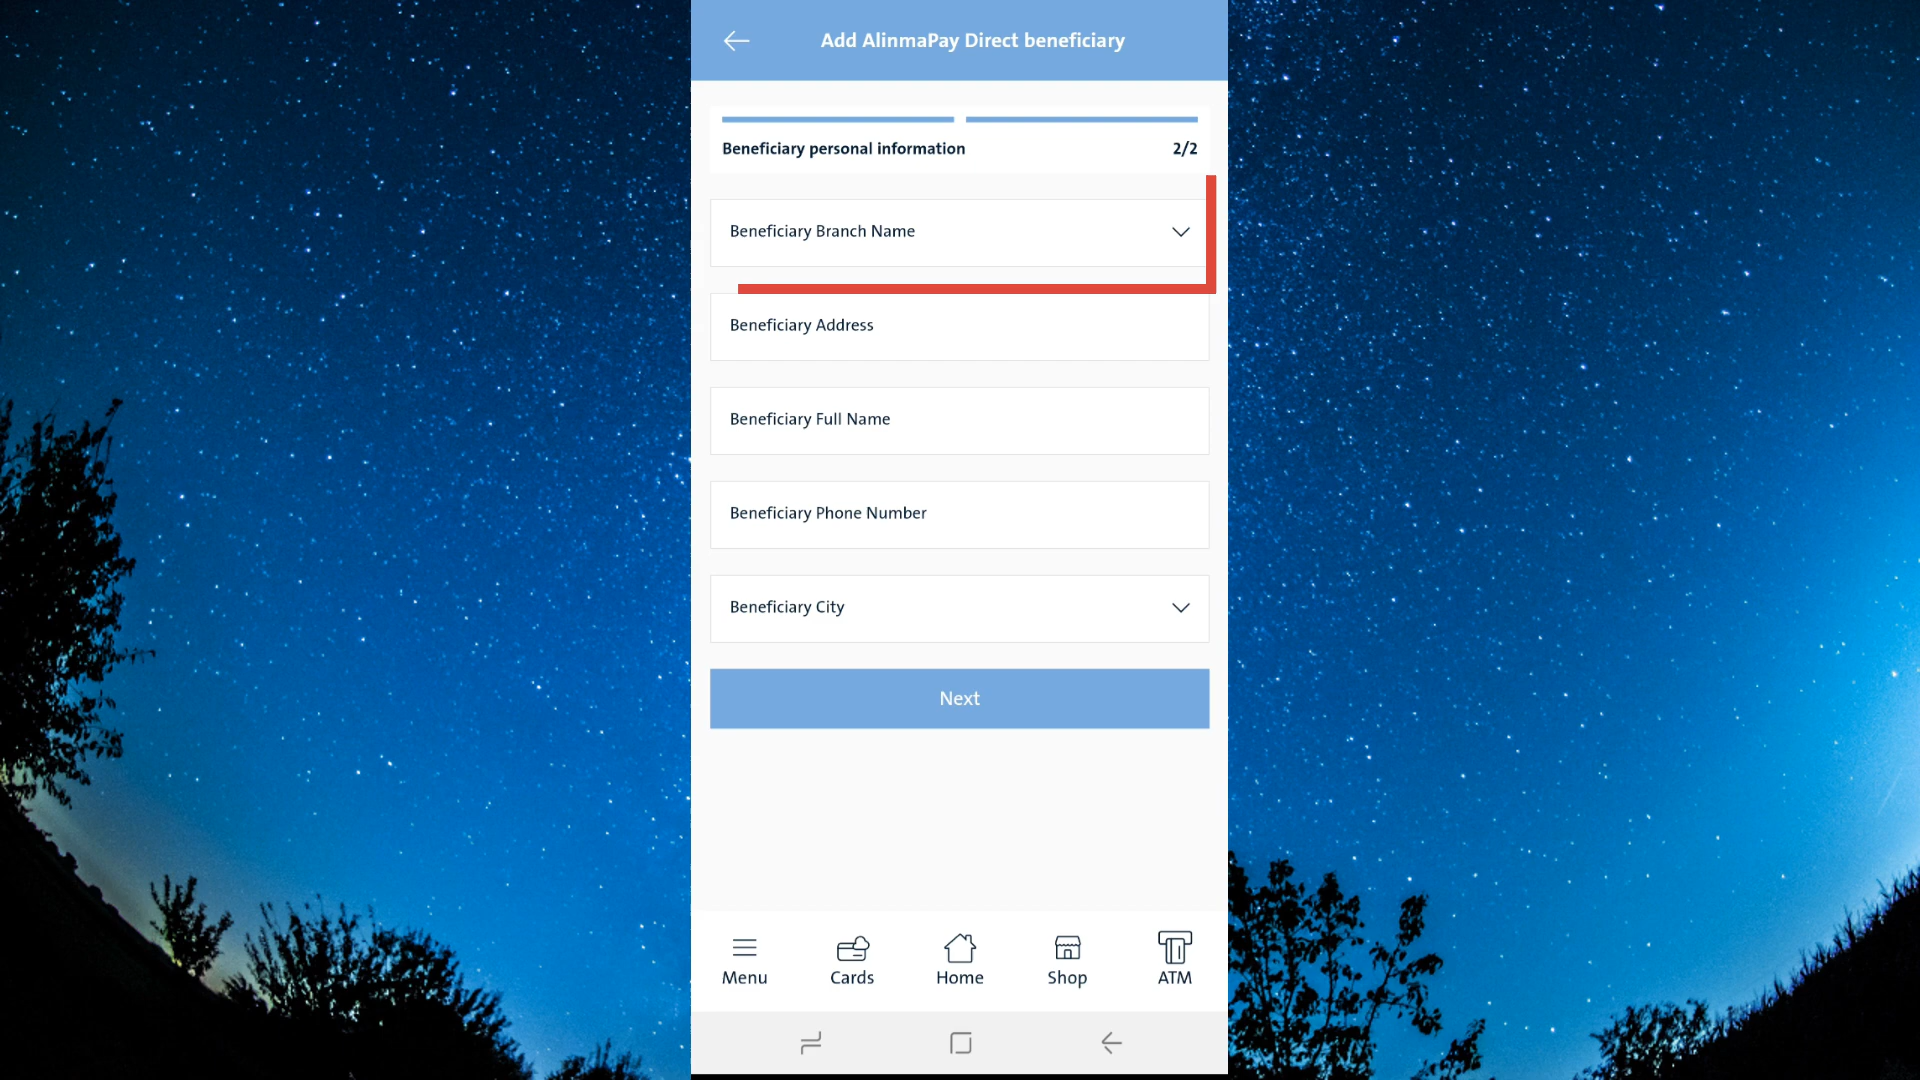 Add AlinmaPay Direct beneficiary
Beneficiary personal information 2/2
Beneficiary Branch Name
Beneficiary Address
Beneficiary Full Name
Beneficiary Phone Number
Beneficiary City
Next
Menu Cards Home Shop ATM